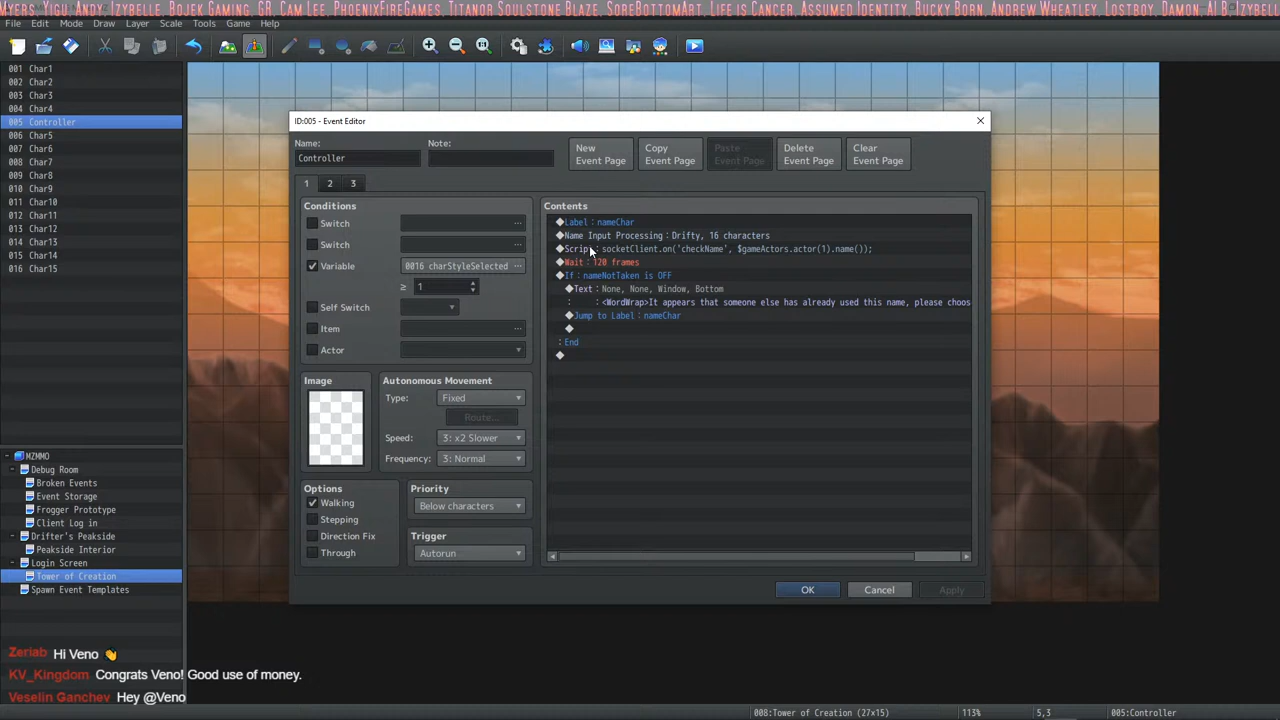 Myers, Yigu, Andy, Izybelle, Bojek Gaming, GR, Cam Lee, PhoenixFireGames, Titanor Soulstone Blaze, SoreBottomArt, Life is Cancer, Assumed Identity, Bucky Born, Andrew Wheatley, Lostboy, Damon, Al B, Izybell
File Edit Mode Draw Layer Scale Tools Game Help
001 Char1
002 Char2
003 Char3
004 Char4
005 Controller
006 Char5
007 Char6
008 Char7
009 Char8
010 Char9
011 Char10
012 Char11
013 Char12
014 Char13
015 Char14
016 Char15
MZMMO
Debug Room
Broken Events
Event Storage
Frogger Prototype
Client Log in
Drifter's Peakside
Peakside Interior
Login Screen
Tower of Creation
Spawn Event Templates
ID:005 - Event Editor
Name:
Controller
Note:
New Event Page
Copy Event Page
Paste Event Page
Delete Event Page
Clear Event Page
1 2 3
Conditions
Switch
Switch
Variable 0016 charStyleSelected
≥ 1
Self Switch
Item
Actor
Image
Autonomous Movement
Type: Fixed
Route...
Speed: 3: x2 Slower
Frequency: 3: Normal
Options
Walking
Stepping
Direction Fix
Through
Priority
Below characters
Trigger
Autorun
Contents
◆Label：nameChar
◆Name Input Processing：Drifty, 16 characters
◆Script：socketClient.on('checkName', $gameActors.actor(1).name());
◆Wait：120 frames
◆If：nameNotTaken is OFF
◆Text：None, None, Window, Bottom
：<WordWrap>It appears that someone else has already used this name, please choos
◆Jump to Label：nameChar
◆
：End
◆
OK Cancel Apply
Zeriab Hi Veno 👋
KV_Kingdom Congrats Veno! Good use of money.
Veselin Ganchev Hey @Veno
008:Tower of Creation (27x15) 113% 5,3 005:Controller